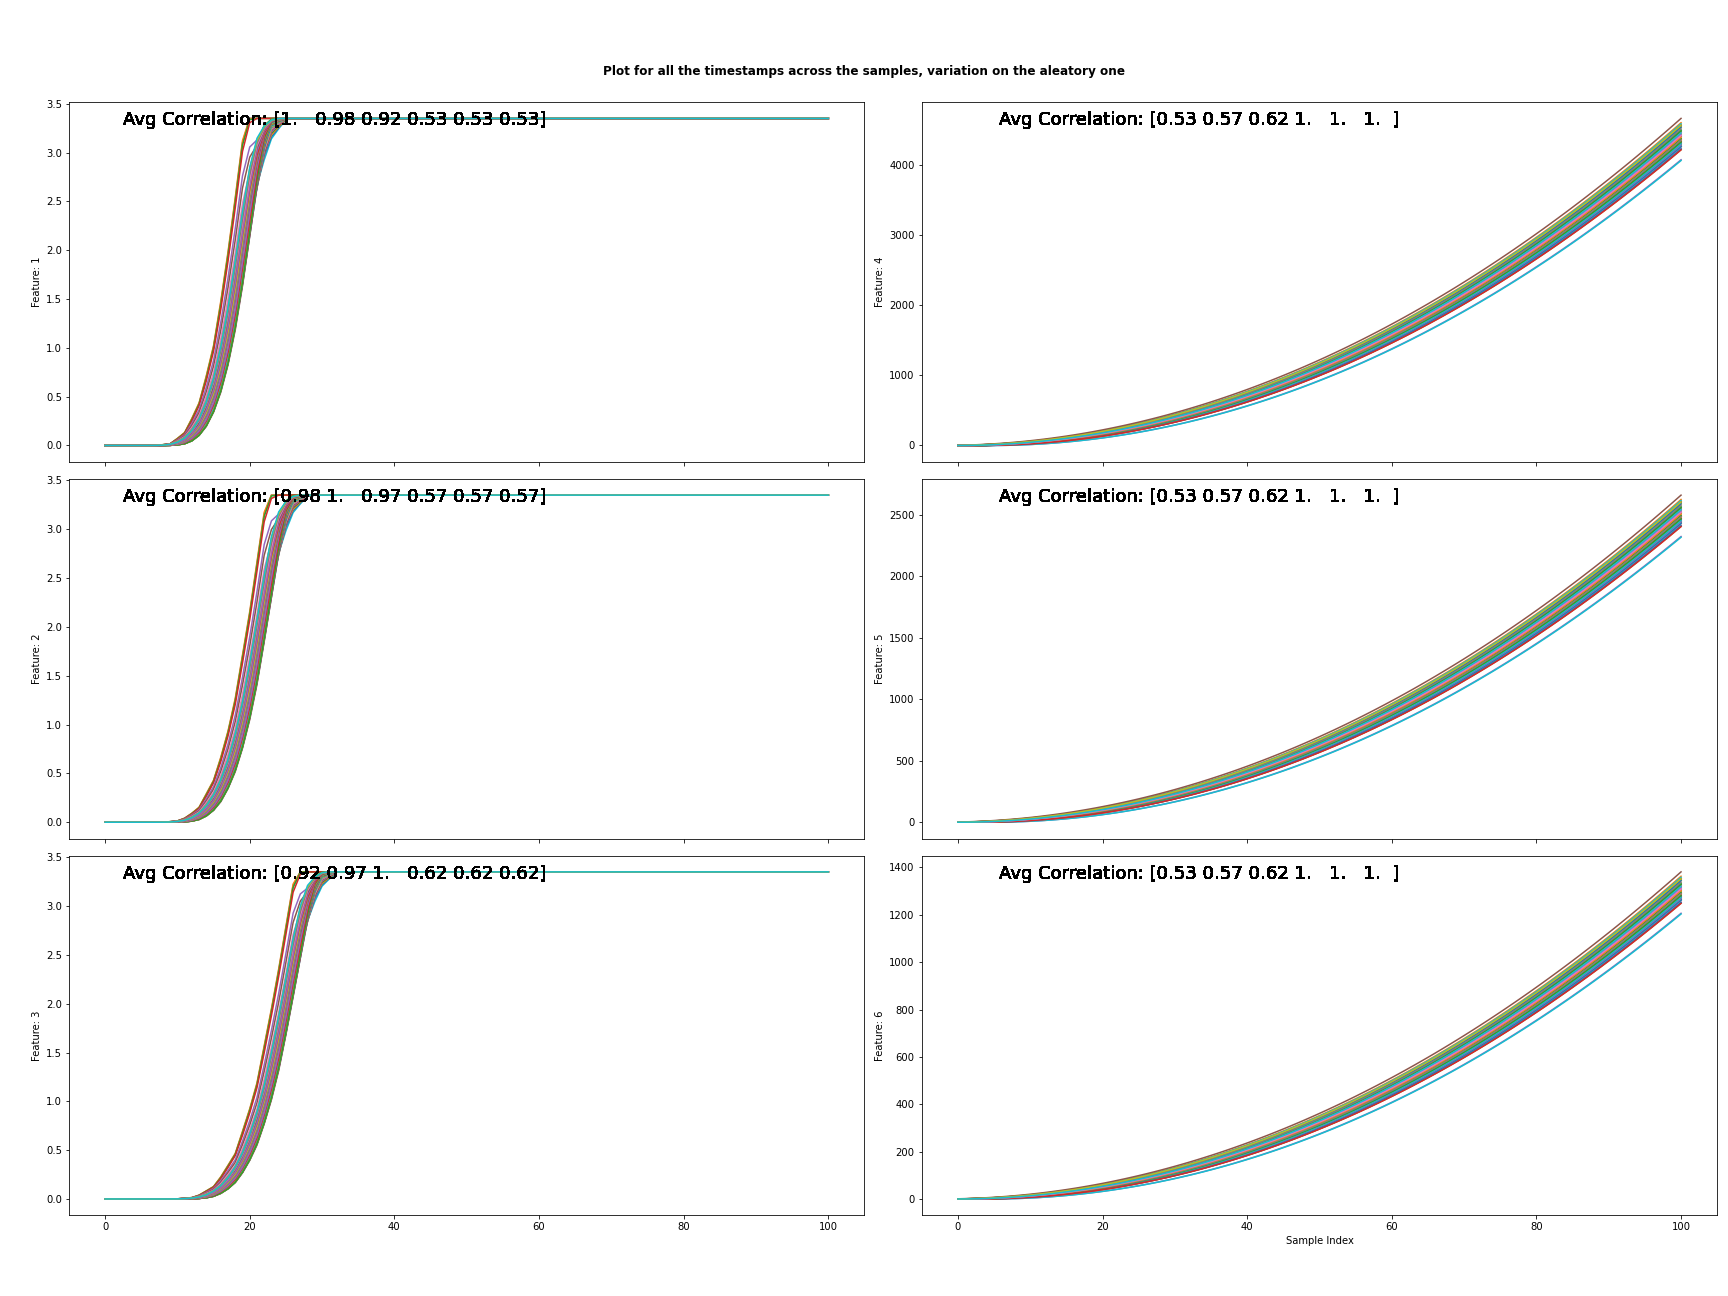 Plot for all the timestamps across the samples, variation on the aleatory one
Avg Correlation: [1.   0.98 0.92 0.53 0.53 0.53]
3.5
3.0
2.5
2.0
1.5
1.0
0.5
0.0
Feature: 1
Avg Correlation: [0.53 0.57 0.62 1.   1.   1.  ]
4000
3000
2000
1000
0
Feature: 4
Avg Correlation: [0.98 1.   0.97 0.57 0.57 0.57]
3.5
3.0
2.5
2.0
1.5
1.0
0.5
0.0
Feature: 2
Avg Correlation: [0.53 0.57 0.62 1.   1.   1.  ]
2500
2000
1500
1000
500
0
Feature: 5
Avg Correlation: [0.92 0.97 1.   0.62 0.62 0.62]
3.5
3.0
2.5
2.0
1.5
1.0
0.5
0.0
Feature: 3
0 20 40 60 80 100
Avg Correlation: [0.53 0.57 0.62 1.   1.   1.  ]
1400
1200
1000
800
600
400
200
0
Feature: 6
0 20 40 60 80 100
Sample Index